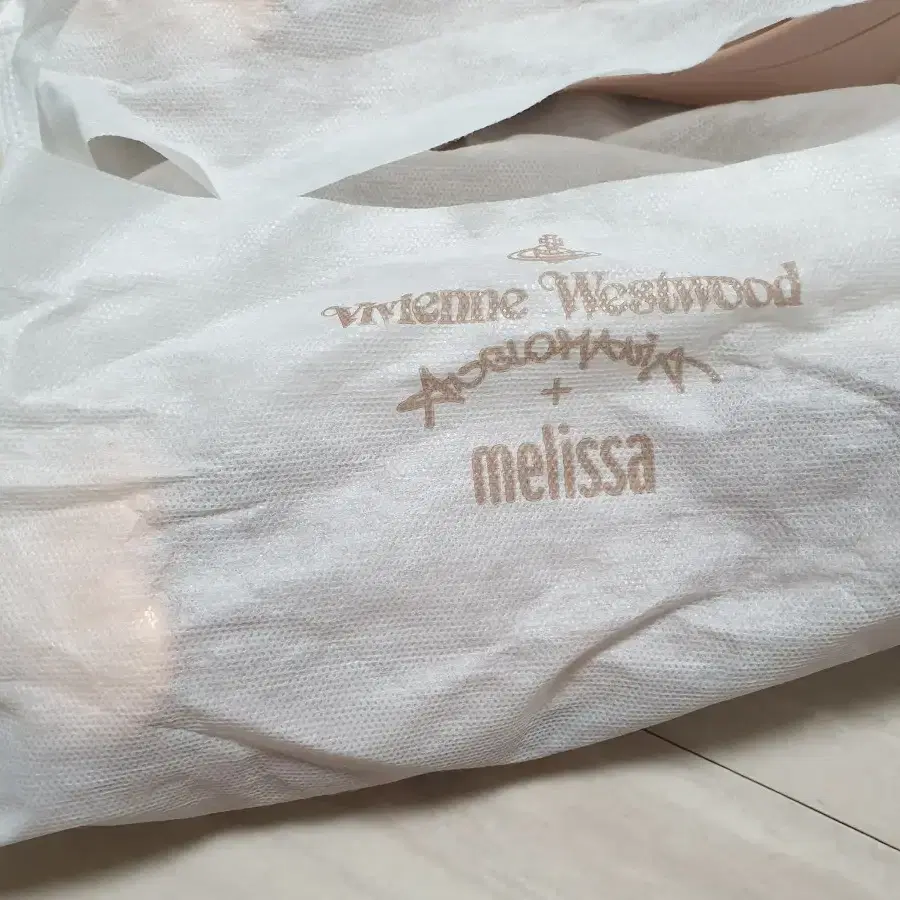 Vivienne Westwood
ANGLOMANIA
+
melissa